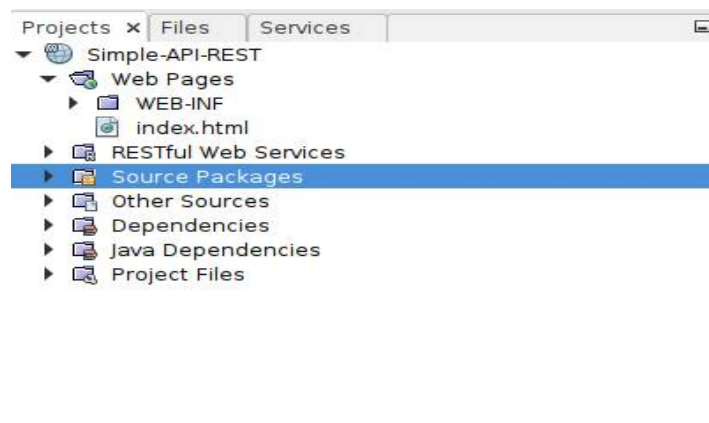 Projects × Files Services
Simple-API-REST
Web Pages
WEB-INF
index.html
RESTful Web Services
Source Packages
Other Sources
Dependencies
Java Dependencies
Project Files